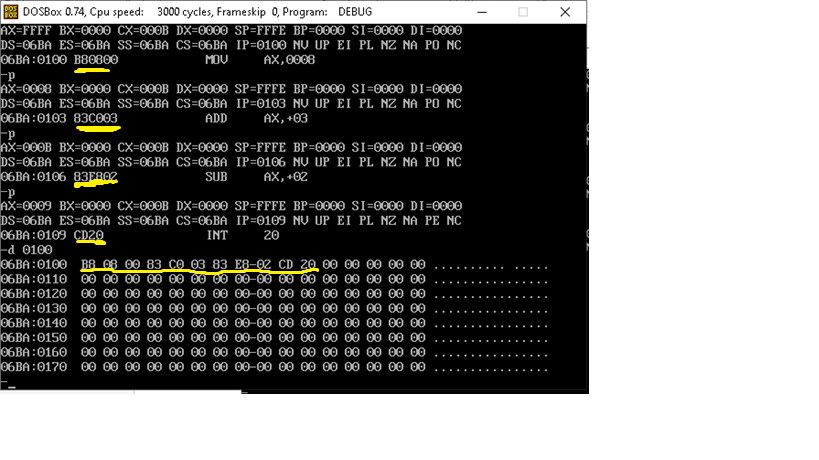 DOSBox 0.74, Cpu speed:    3000 cycles, Frameskip  0, Program:   DEBUG
AX=FFFF BX=0000 CX=000B DX=0000 SP=FFFE BP=0000 SI=0000 DI=0000
DS=06BA ES=06BA SS=06BA CS=06BA IP=0100 NV UP EI PL NZ NA PO NC
06BA:0100 B80800        MOV     AX,0008
-p
AX=0008 BX=0000 CX=000B DX=0000 SP=FFFE BP=0000 SI=0000 DI=0000
DS=06BA ES=06BA SS=06BA CS=06BA IP=0103 NV UP EI PL NZ NA PO NC
06BA:0103 83C003        ADD     AX,+03
-p
AX=000B BX=0000 CX=000B DX=0000 SP=FFFE BP=0000 SI=0000 DI=0000
DS=06BA ES=06BA SS=06BA CS=06BA IP=0106 NV UP EI PL NZ NA PO NC
06BA:0106 83E802        SUB     AX,+02
-p
AX=0009 BX=0000 CX=000B DX=0000 SP=FFFE BP=0000 SI=0000 DI=0000
DS=06BA ES=06BA SS=06BA CS=06BA IP=0109 NV UP EI PL NZ NA PE NC
06BA:0109 CD20          INT     20
-d 0100
06BA:0100  B8 08 00 83 C0 03 83 E8-02 CD 20 00 00 00 00 00 .......... .....
06BA:0110  00 00 00 00 00 00 00 00-00 00 00 00 00 00 00 00 ................
06BA:0120  00 00 00 00 00 00 00 00-00 00 00 00 00 00 00 00 ................
06BA:0130  00 00 00 00 00 00 00 00-00 00 00 00 00 00 00 00 ................
06BA:0140  00 00 00 00 00 00 00 00-00 00 00 00 00 00 00 00 ................
06BA:0150  00 00 00 00 00 00 00 00-00 00 00 00 00 00 00 00 ................
06BA:0160  00 00 00 00 00 00 00 00-00 00 00 00 00 00 00 00 ................
06BA:0170  00 00 00 00 00 00 00 00-00 00 00 00 00 00 00 00 ................
-_